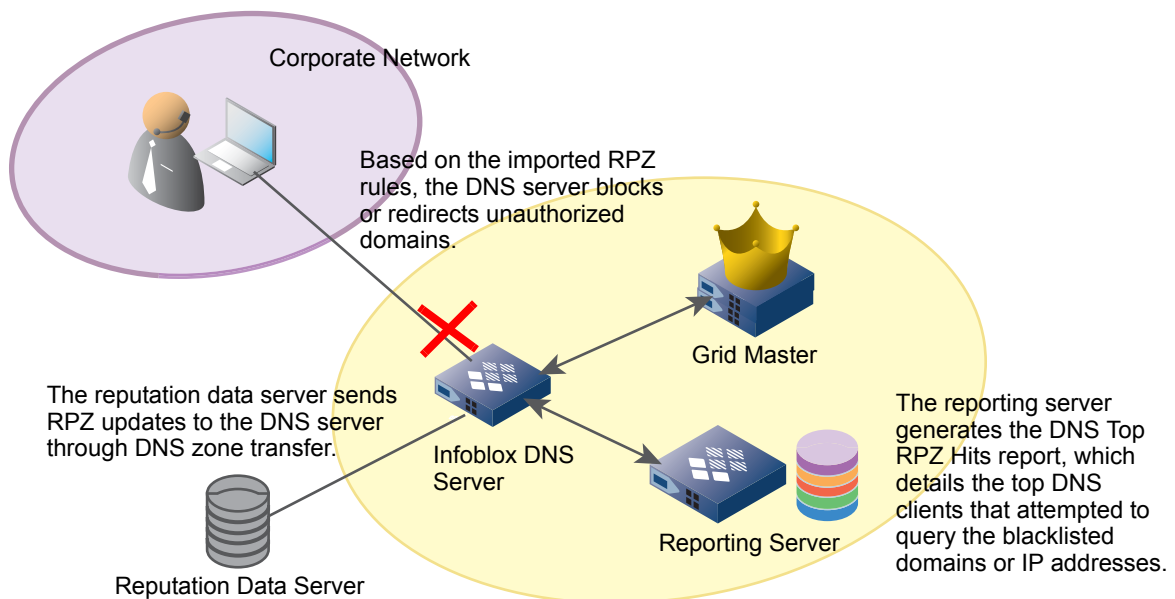 Corporate Network
Based on the imported RPZ
rules, the DNS server blocks
or redirects unauthorized
domains.
Grid Master
The reputation data server sends
RPZ updates to the DNS server
through DNS zone transfer.
Infoblox DNS
Server
The reporting server
generates the DNS Top
RPZ Hits report, which
details the top DNS
clients that attempted to
query the blacklisted
domains or IP addresses.
Reporting Server
Reputation Data Server